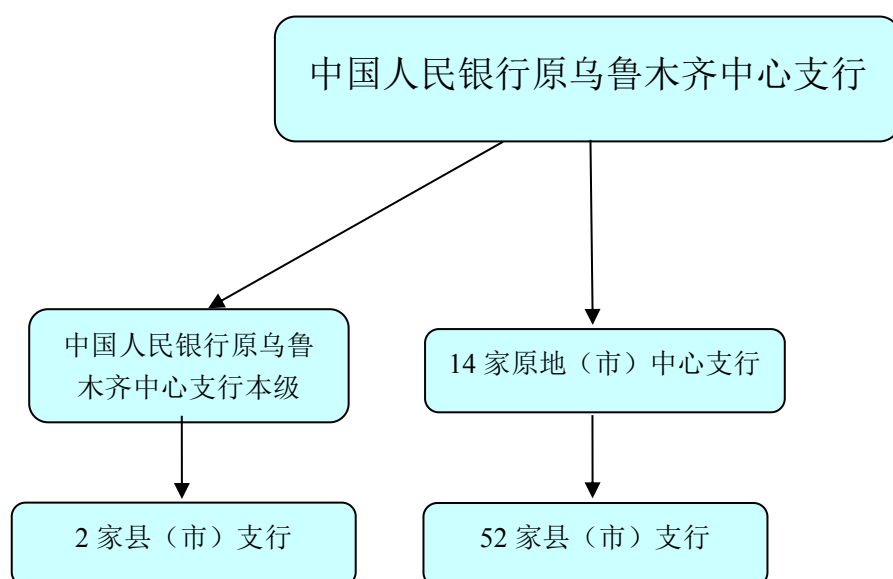 中国人民银行原乌鲁木齐中心支行
中国人民银行原乌鲁
木齐中心支行本级
14 家原地（市）中心支行
2 家县（市）支行
52 家县（市）支行